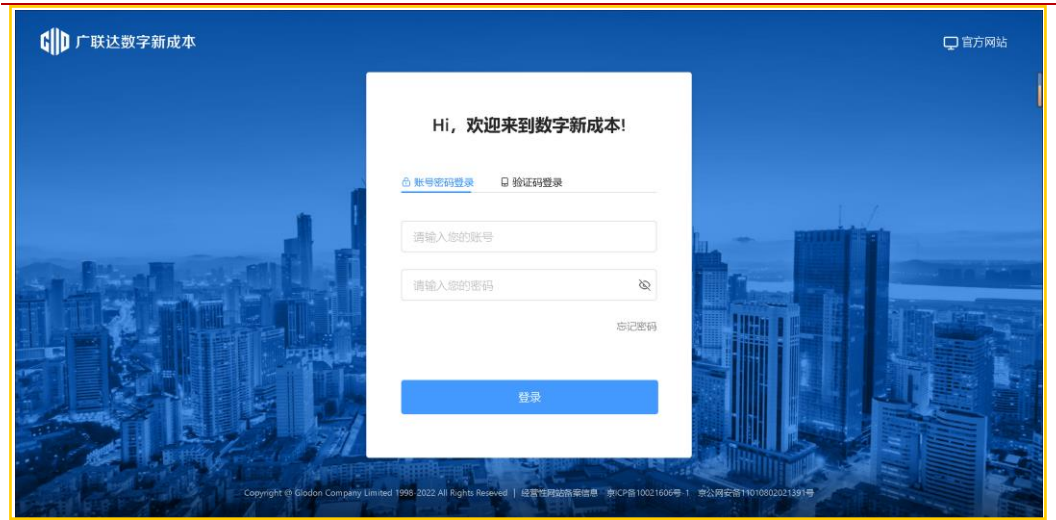 广联达数字新成本
官方网站
Hi，欢迎来到数字新成本!
账号密码登录 验证码登录
请输入您的账号
请输入您的密码
忘记密码
登录
Copyright @ Glodon Company Limited 1998-2022 All Rights Reseved | 经营性网站备案信息 京ICP备10021606号-1 京公网安备11010802021391号